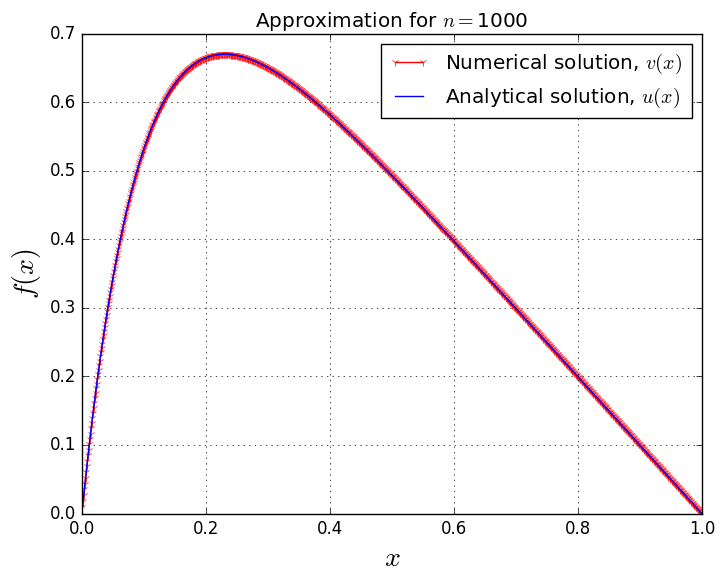 Approximation for n = 1000
Numerical solution, v(x)
Analytical solution, u(x)
f(x)
0.7
0.6
0.5
0.4
0.3
0.2
0.1
0.0
0.0 0.2 0.4 0.6 0.8 1.0
x